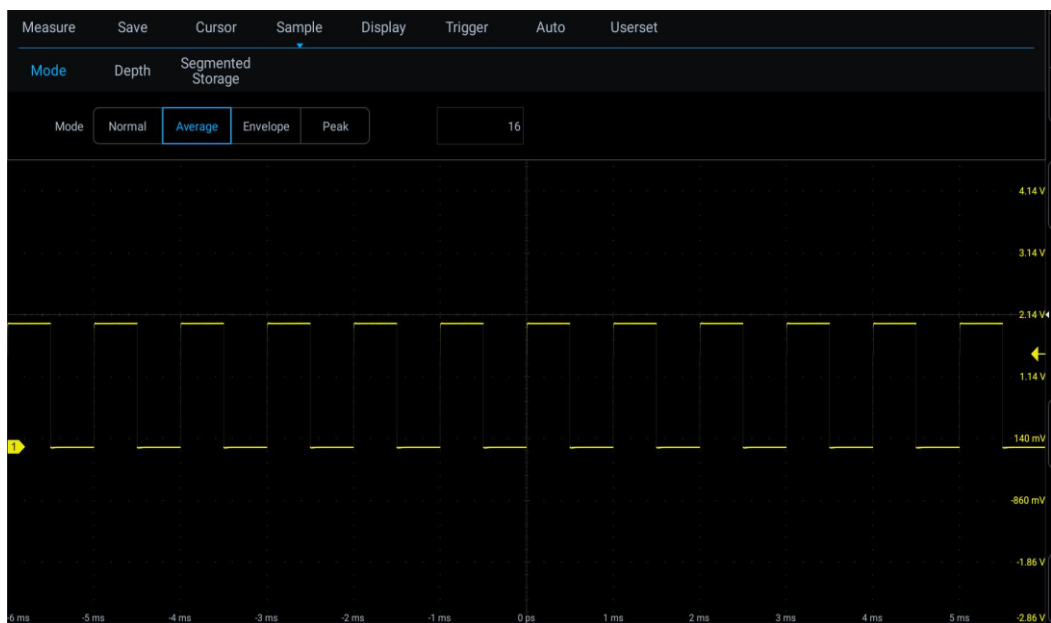 Measure Save Cursor Sample Display Trigger Auto Userset
Mode Depth Segmented
Storage
Mode Normal Average Envelope Peak 16
4.14 V
3.14 V
2.14 V
1.14 V
1
140 mV
-860 mV
-1.86 V
-6 ms -5 ms -4 ms -3 ms -2 ms -1 ms 0 ps 1 ms 2 ms 3 ms 4 ms 5 ms -2.86 V